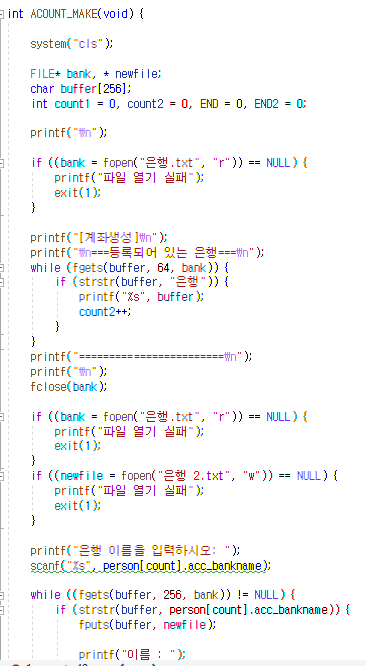 int ACOUNT_MAKE(void) {
system("cls");
FILE* bank, * newfile;
char buffer[256];
int count1 = 0, count2 = 0, END = 0, END2 = 0;
printf("₩n");
if ((bank = fopen("은행.txt", "r")) == NULL) {
printf("파일 열기 실패");
exit(1);
}
printf("[계좌생성]₩n");
printf("₩n===등록되어 있는 은행===₩n");
while (fgets(buffer, 64, bank)) {
if (strstr(buffer, "은행")) {
printf("%s", buffer);
count2++;
}
}
printf("========================₩n");
printf("₩n");
fclose(bank);
if ((bank = fopen("은행.txt", "r")) == NULL) {
printf("파일 열기 실패");
exit(1);
}
if ((newfile = fopen("은행 2.txt", "w")) == NULL) {
printf("파일 열기 실패");
exit(1);
}
printf("은행 이름을 입력하시오: ");
scanf("%s", person[count].acc_bankname);
while ((fgets(buffer, 256, bank)) != NULL) {
if (strstr(buffer, person[count].acc_bankname)) {
fputs(buffer, newfile);
printf("이름 : ");